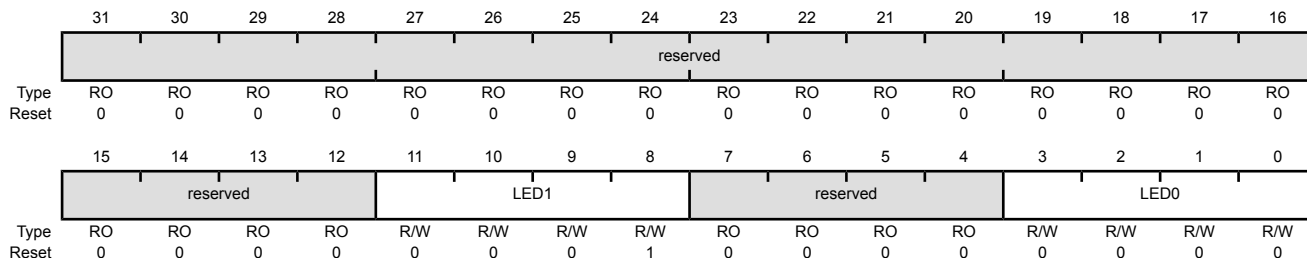 31 30 29 28 27 26 25 24 23 22 21 20 19 18 17 16
reserved
Type RO RO RO RO RO RO RO RO RO RO RO RO RO RO RO RO
Reset 0 0 0 0 0 0 0 0 0 0 0 0 0 0 0 0
15 14 13 12 11 10 9 8 7 6 5 4 3 2 1 0
reserved LED1 reserved LED0
Type RO RO RO RO R/W R/W R/W R/W RO RO RO RO R/W R/W R/W R/W
Reset 0 0 0 0 0 0 0 1 0 0 0 0 0 0 0 0